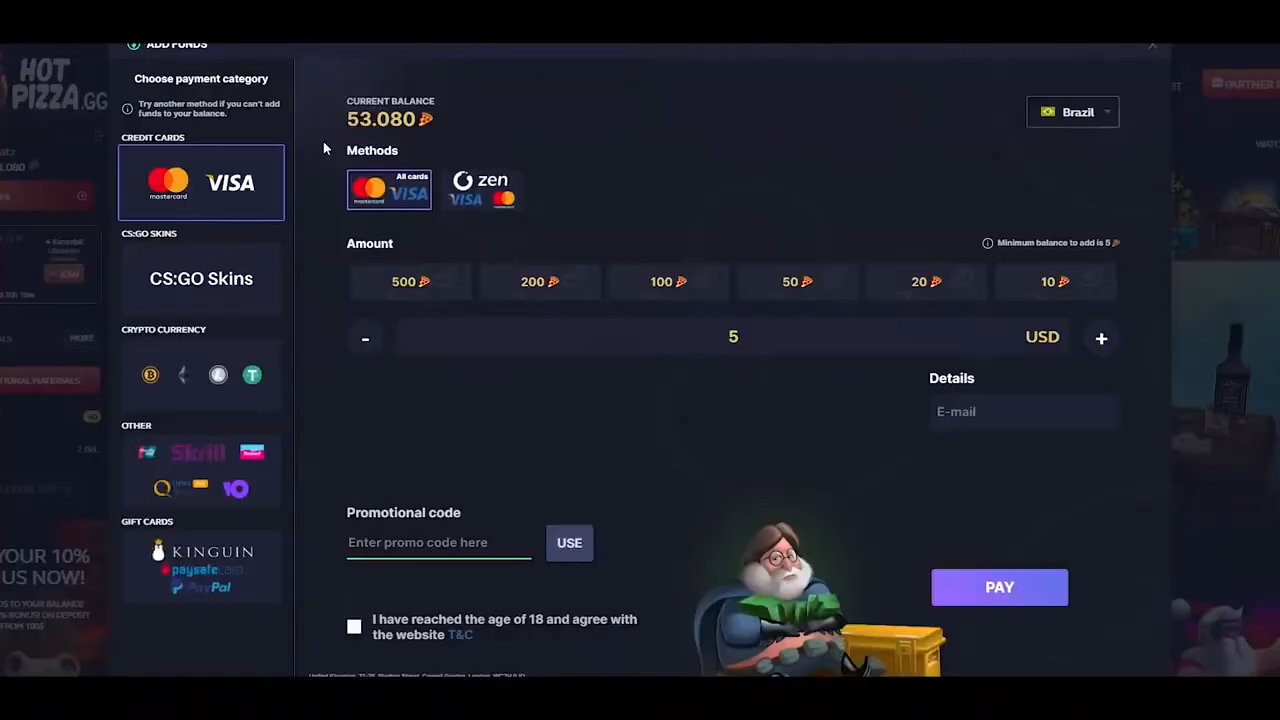 ADD FUNDS
HOT
PIZZA.GG
Choose payment category
Try another method if you can't add
funds to your balance.
CREDIT CARDS
mastercard VISA
CS:GO SKINS
CS:GO Skins
CRYPTO CURRENCY
OTHER
Skrill
GIFT CARDS
KINGUIN
paysafecard
PayPal
CURRENT BALANCE
53.080
Brazil
Methods
All cards
mastercard VISA
zen
VISA
Amount
Minimum balance to add is 5
500
200
100
50
20
10
-
5
USD
+
Details
E-mail
Promotional code
Enter promo code here
USE
PAY
I have reached the age of 18 and agree with
the website T&C
PARTNER
MORE
YOUR 10%
US NOW!